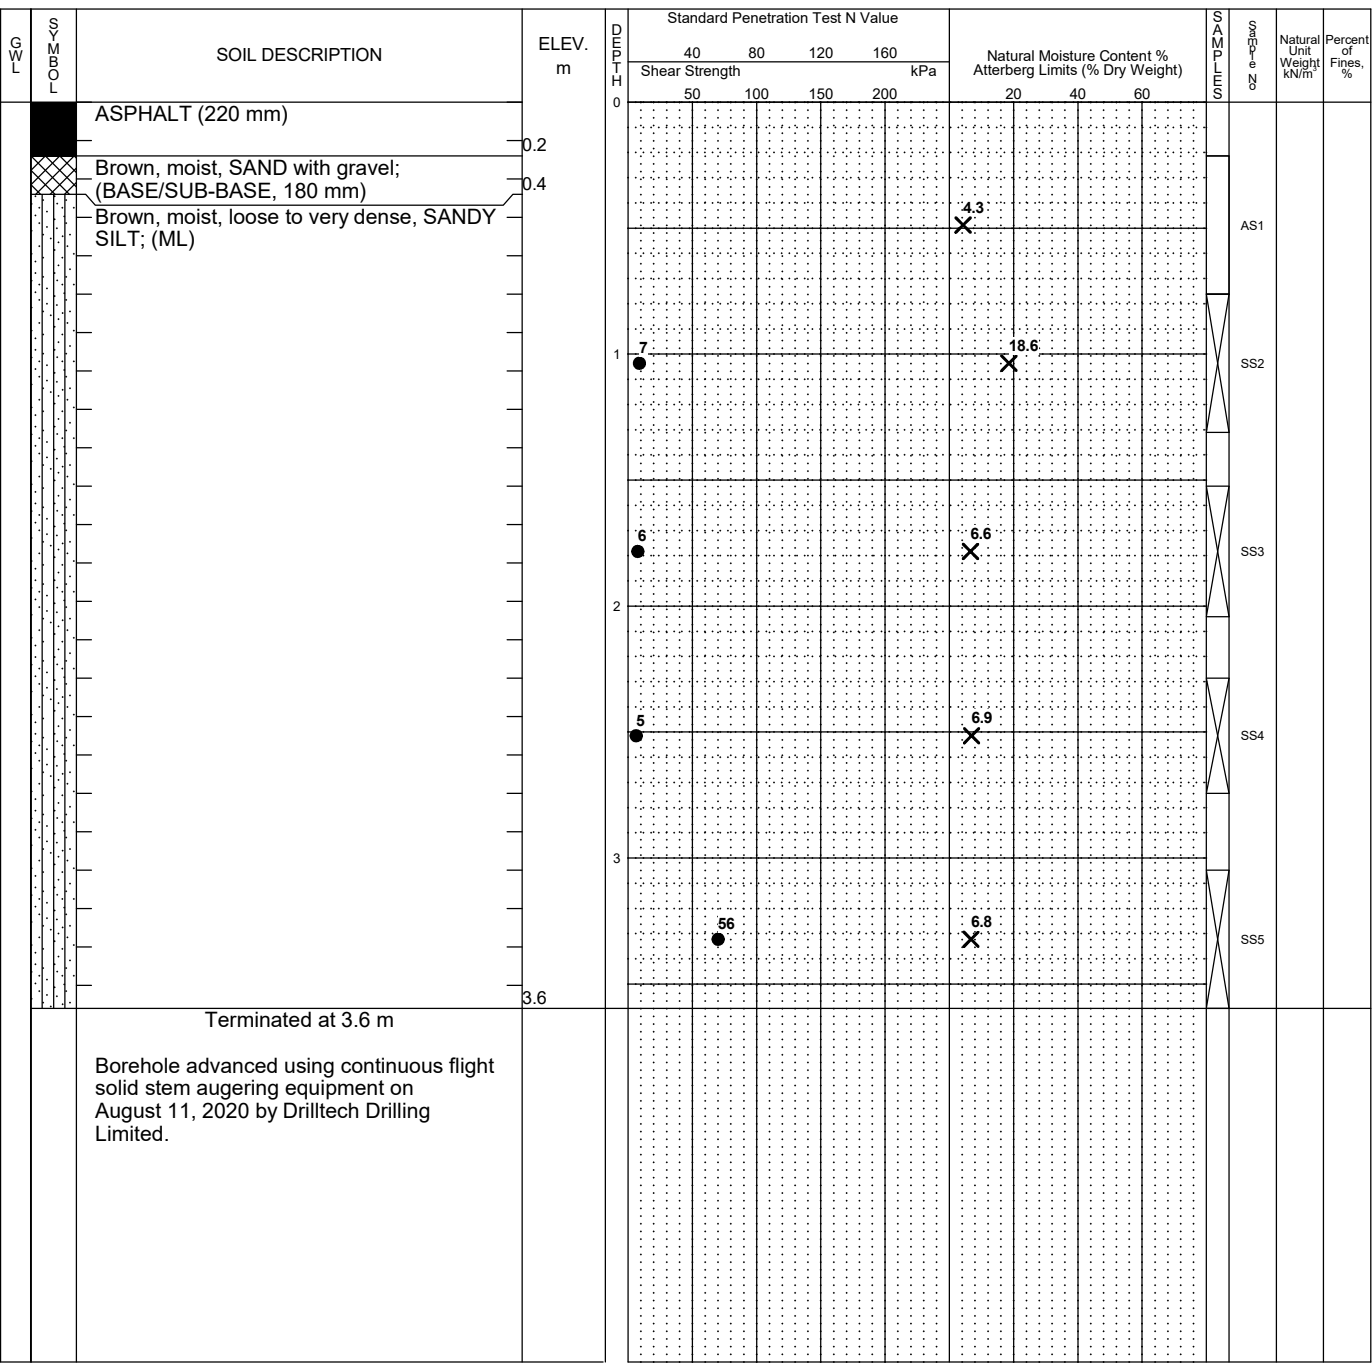 GWL
SYMBOL
SOIL DESCRIPTION
ELEV.
m
DEPTH
Standard Penetration Test N Value
40 80 120 160
Shear Strength kPa
50 100 150 200
Natural Moisture Content %
Atterberg Limits (% Dry Weight)
20 40 60
SAMPLES
Sample No
Natural
Unit
Weight
kN/m³
Percent
of
Fines,
%
0
ASPHALT (220 mm)
0.2
Brown, moist, SAND with gravel;
(BASE/SUB-BASE, 180 mm)
0.4
Brown, moist, loose to very dense, SANDY
SILT; (ML)
4.3
AS1
1
7
18.6
SS2
6
6.6
SS3
2
5
6.9
SS4
3
56
6.8
SS5
3.6
Terminated at 3.6 m
Borehole advanced using continuous flight
solid stem augering equipment on
August 11, 2020 by Drilltech Drilling
Limited.